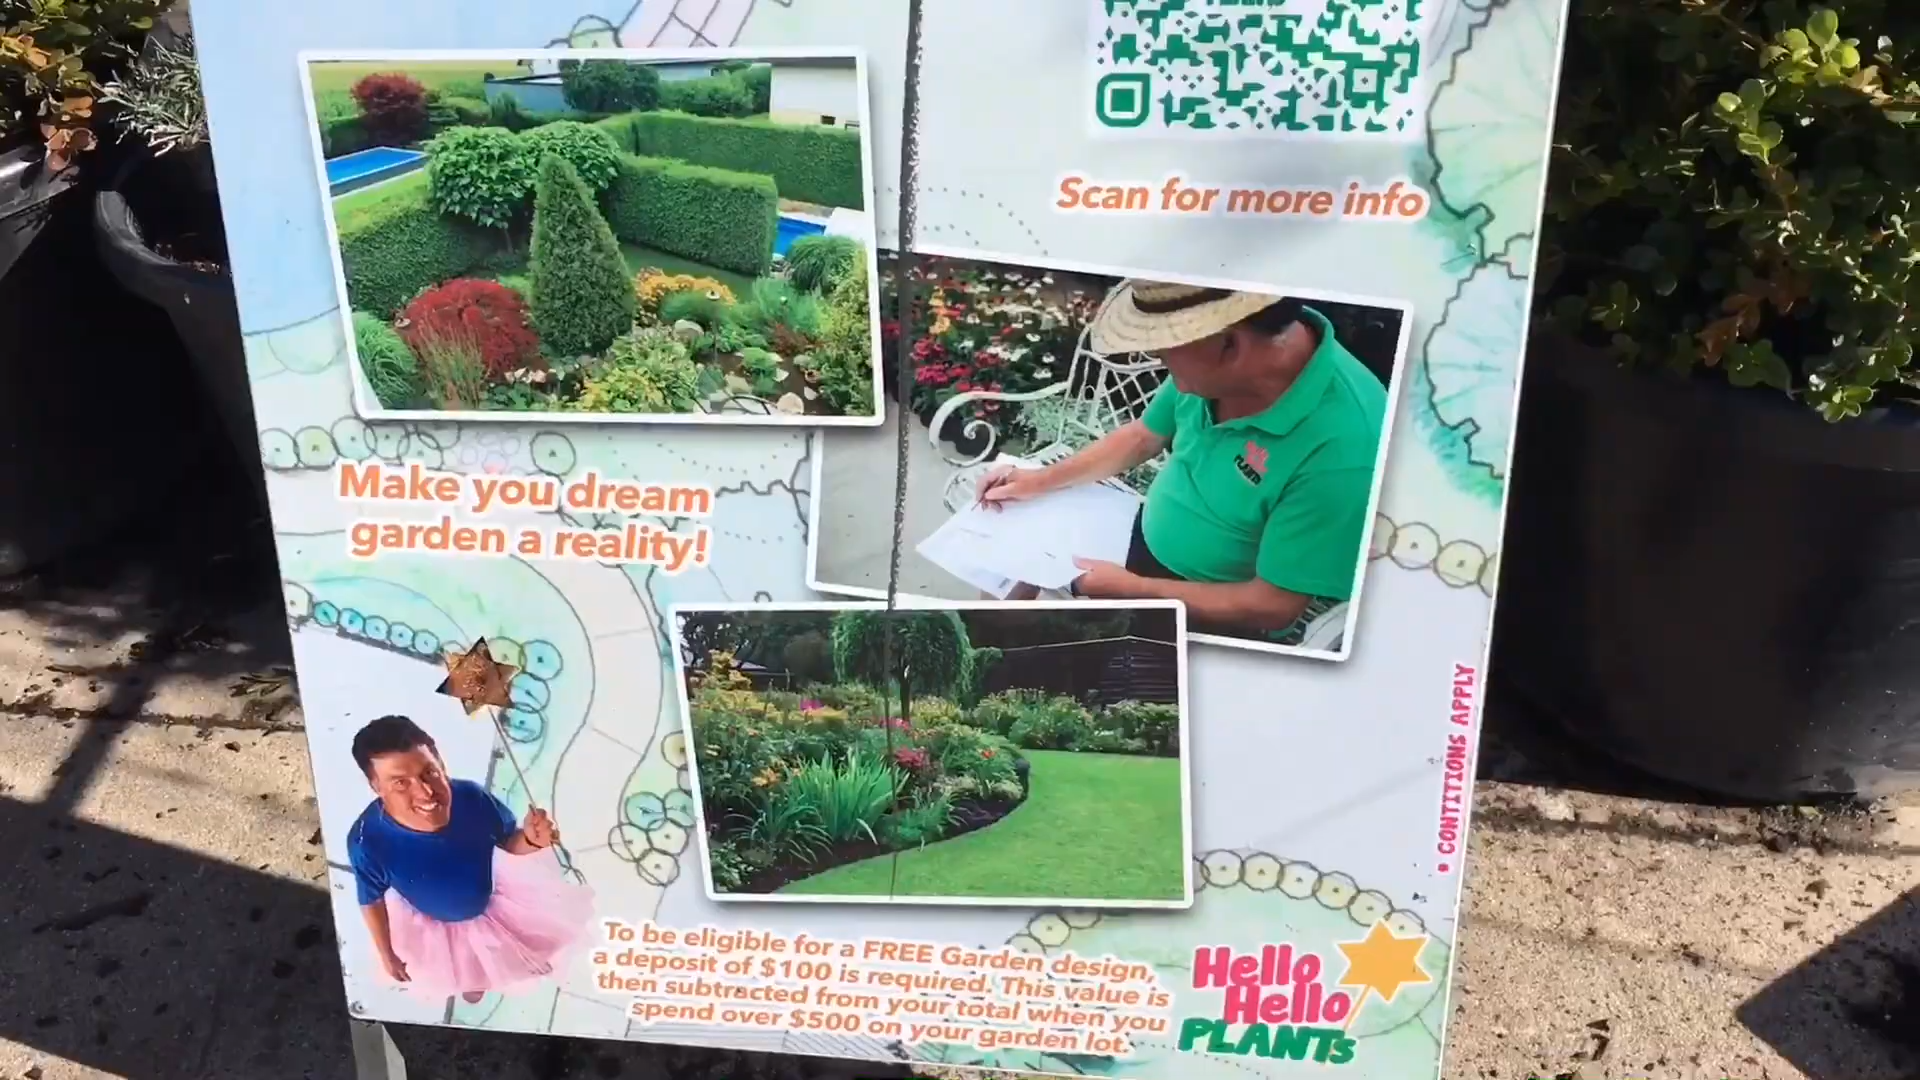 Scan for more info
Make you dream
garden a reality!
To be eligible for a FREE Garden design,
a deposit of $100 is required. This value is
then subtracted from your total when you
spend over $500 on your garden lot.
Hello
Hello
PLANTS
* CONTITIONS APPLY
PLANTS